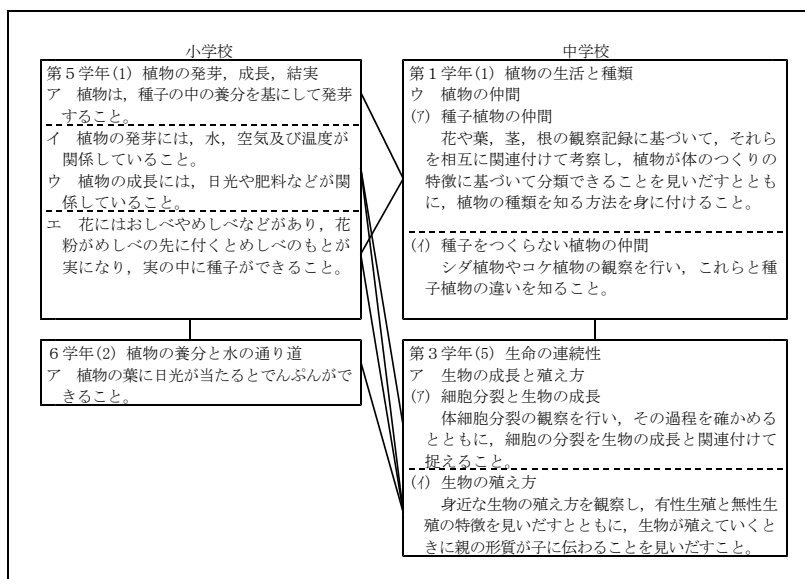 小学校
第５学年(1) 植物の発芽，成長，結実
ア　植物は，種子の中の養分を基にして発芽
すること。
イ　植物の発芽には，水，空気及び温度が
関係していること。
ウ　植物の成長には，日光や肥料などが関
係していること。
エ　花にはおしべやめしべなどがあり，花
粉がめしべの先に付くとめしべのもとが
実になり，実の中に種子ができること。
６学年(2) 植物の養分と水の通り道
ア　植物の葉に日光が当たるとでんぷんがで
きること。
中学校
第１学年(1) 植物の生活と種類
ウ　植物の仲間
(ｱ) 種子植物の仲間
花や葉，茎，根の観察記録に基づいて，それら
を相互に関連付けて考察し，植物が体のつくりの
特徴に基づいて分類できることを見いだすととも
に，植物の種類を知る方法を身に付けること。
(ｲ) 種子をつくらない植物の仲間
シダ植物やコケ植物の観察を行い，これらと種
子植物の違いを知ること。
第３学年(5) 生命の連続性
ア　生物の成長と殖え方
(ｱ) 細胞分裂と生物の成長
体細胞分裂の観察を行い，その過程を確かめる
とともに，細胞の分裂を生物の成長と関連付けて
捉えること。
(ｲ) 生物の殖え方
身近な生物の殖え方を観察し，有性生殖と無性生
殖の特徴を見いだすとともに，生物が殖えていくと
きに親の形質が子に伝わることを見いだすこと。